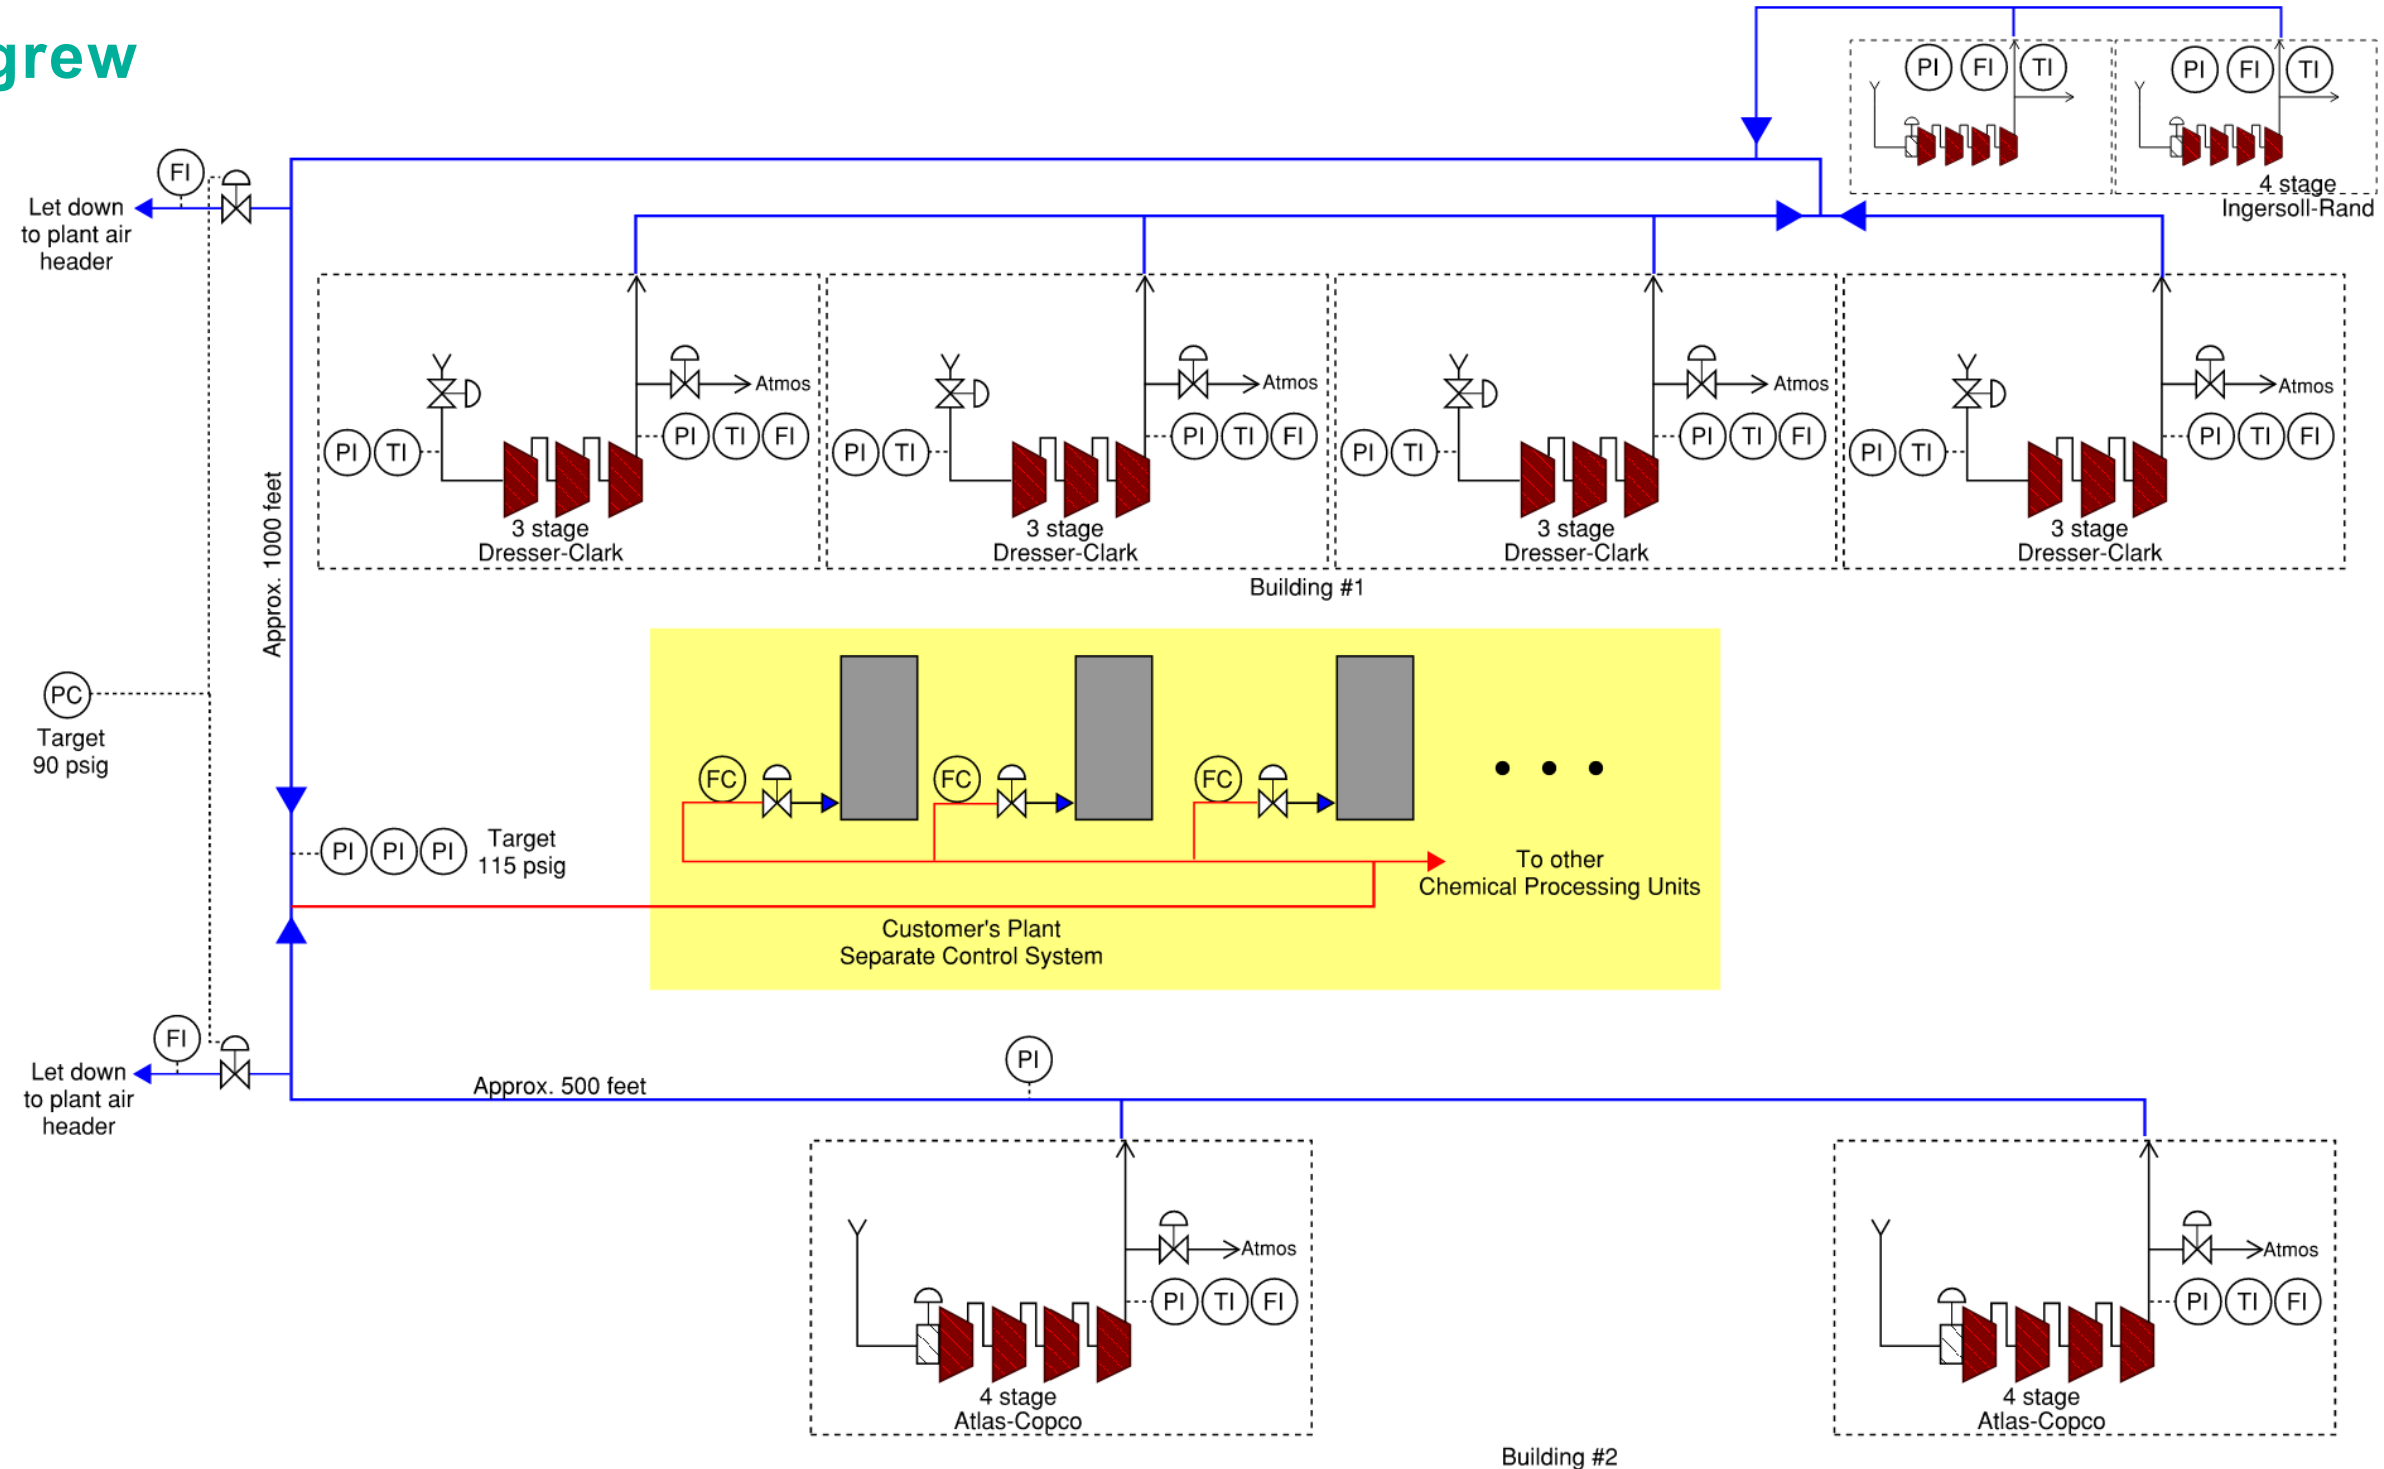 grew
PI FI TI
PI FI TI
4 stage
Ingersoll-Rand
FI
Let down
to plant air
header
Atmos
Atmos
Atmos
Atmos
PI TI
PI TI FI
PI TI
PI TI FI
PI TI
PI TI FI
PI TI
PI TI FI
3 stage
Dresser-Clark
3 stage
Dresser-Clark
3 stage
Dresser-Clark
3 stage
Dresser-Clark
Building #1
Approx. 1000 feet
PC
Target
90 psig
FC
FC
FC
PI PI PI
Target
115 psig
To other
Chemical Processing Units
Customer's Plant
Separate Control System
FI
Let down
to plant air
header
PI
Approx. 500 feet
Atmos
PI TI FI
4 stage
Atlas-Copco
Atmos
PI TI FI
4 stage
Atlas-Copco
Building #2